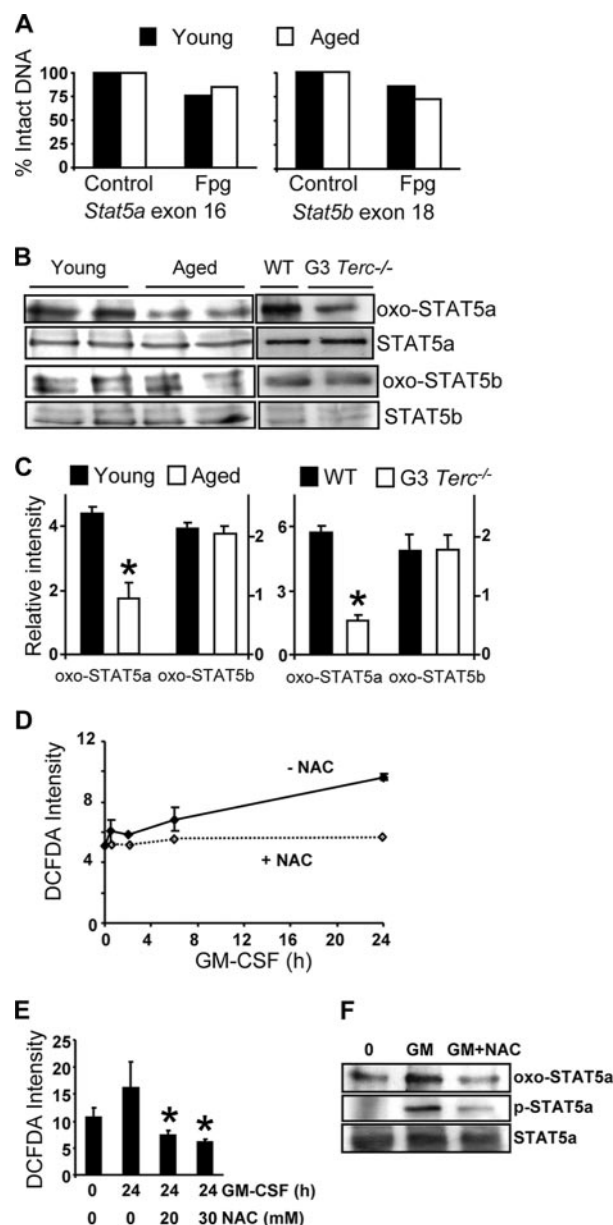 A
Young Aged
% Intact DNA
100
75
50
25
0
Control Fpg Control Fpg
Stat5a exon 16 Stat5b exon 18
B
Young Aged WT G3 Terc-/-
oxo-STAT5a
STAT5a
oxo-STAT5b
STAT5b
C
Young Aged WT G3 Terc-/-
Relative intensity
4
2
0
2
1
0
6
3
0
2
1
0
oxo-STAT5a oxo-STAT5b oxo-STAT5a oxo-STAT5b
D
DCFDA Intensity
12
8
4
0
- NAC
+ NAC
0 4 8 12 16 20 24
GM-CSF (h)
E
DCFDA Intensity
25
20
15
10
5
0
* *
0 24 24 24 GM-CSF (h)
0 0 20 30 NAC (mM)
F
0 GM GM+NAC
oxo-STAT5a
p-STAT5a
STAT5a